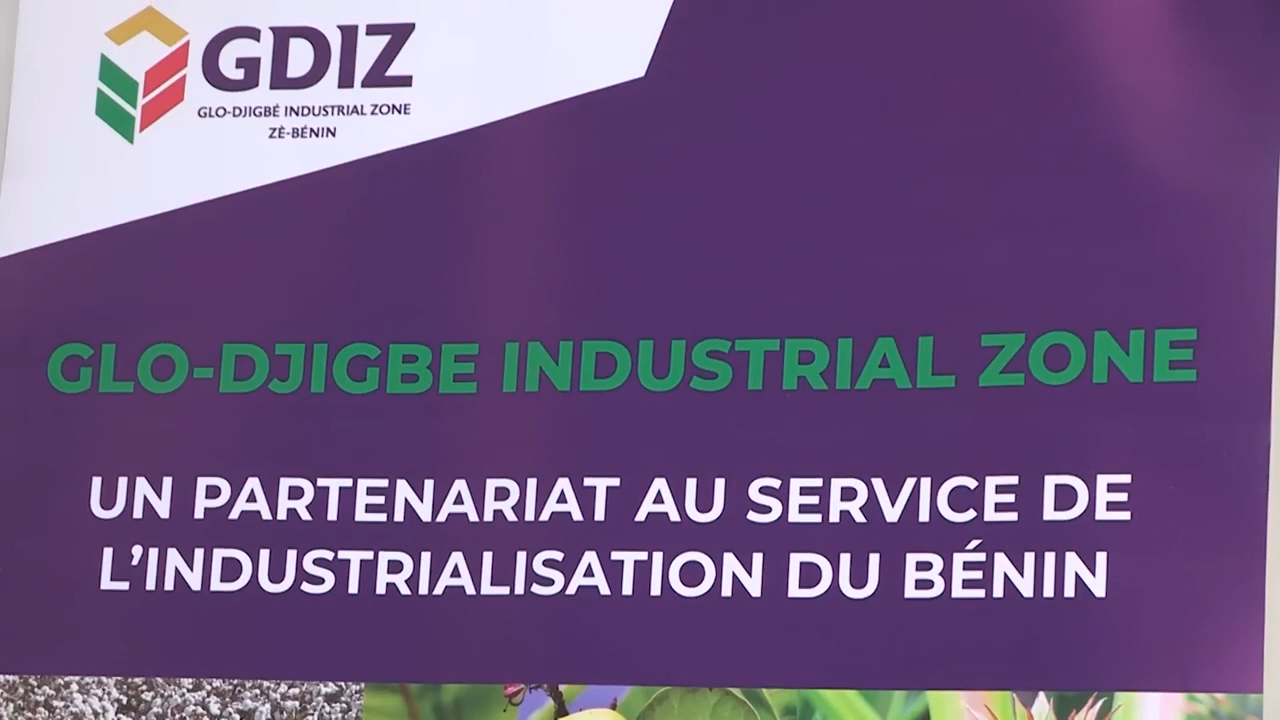 GDIZ
GLO-DJIGBÉ INDUSTRIAL ZONE
ZÈ-BÉNIN
GLO-DJIGBE INDUSTRIAL ZONE
UN PARTENARIAT AU SERVICE DE
L'INDUSTRIALISATION DU BÉNIN